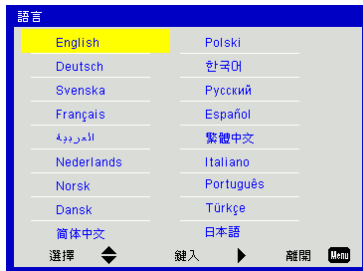 語言
English Polski
Deutsch 한국어
Svenska Русский
Français Español
العربية 繁體中文
Nederlands Italiano
Norsk Português
Dansk Türkçe
简体中文 日本語
選擇 鍵入 離開 Menu